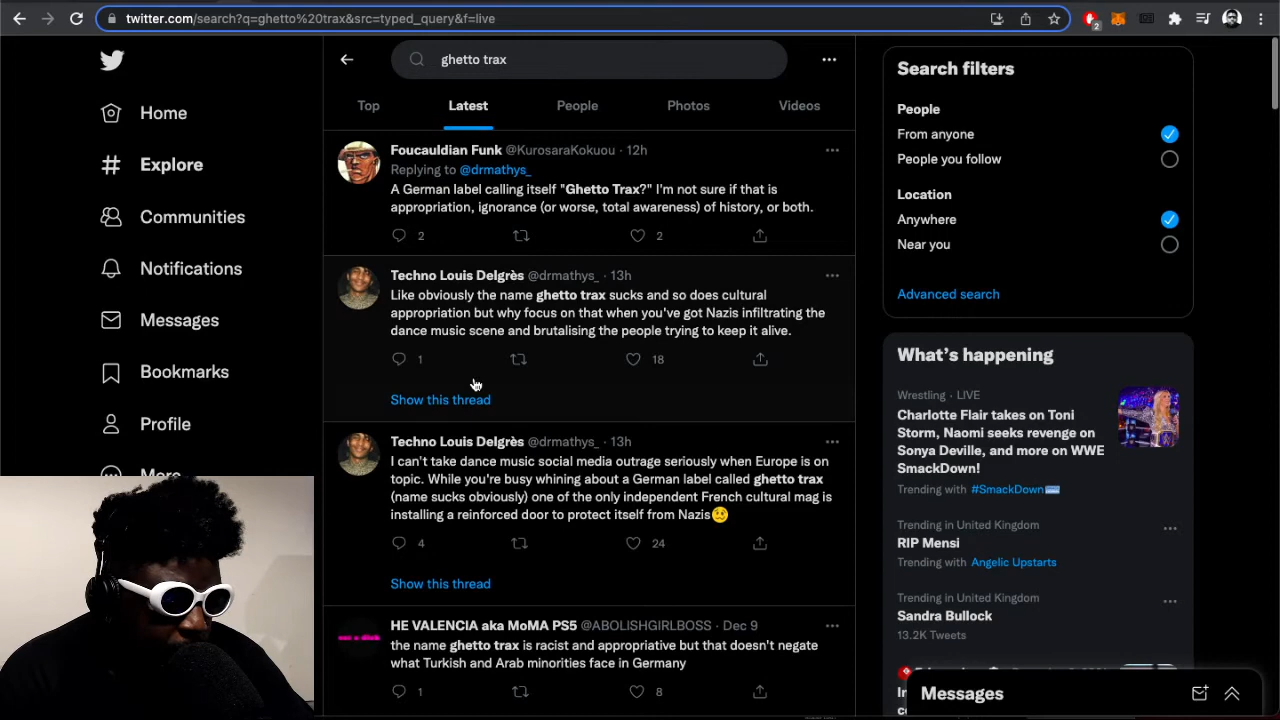 twitter.com/search?q=ghetto%20trax&src=typed_query&f=live
2
ghetto trax
Top
Latest
People
Photos
Videos
Home
Explore
Communities
Notifications
Messages
Bookmarks
Profile
More
Foucauldian Funk @KurosaraKokuou · 12h
Replying to @drmathys_
A German label calling itself "Ghetto Trax?" I'm not sure if that is
appropriation, ignorance (or worse, total awareness) of history, or both.
2
2
Techno Louis Delgrès @drmathys_ · 13h
Like obviously the name ghetto trax sucks and so does cultural
appropriation but why focus on that when you've got Nazis infiltrating the
dance music scene and brutalising the people trying to keep it alive.
1
18
Show this thread
Techno Louis Delgrès @drmathys_ · 13h
I can't take dance music social media outrage seriously when Europe is on
topic. While you're busy whining about a German label called ghetto trax
(name sucks obviously) one of the only independent French cultural mag is
installing a reinforced door to protect itself from Nazis🥴
4
24
Show this thread
HE VALENCIA aka MoMA PS5 @ABOLISHGIRLBOSS · Dec 9
the name ghetto trax is racist and appropriative but that doesn't negate
what Turkish and Arab minorities face in Germany
1
8
Search filters
People
From anyone
People you follow
Location
Anywhere
Near you
Advanced search
What's happening
Wrestling · LIVE
Charlotte Flair takes on Toni
Storm, Naomi seeks revenge on
Sonya Deville, and more on WWE
SmackDown!
Trending with #SmackDown
Trending in United Kingdom
RIP Mensi
Trending with Angelic Upstarts
Trending in United Kingdom
Sandra Bullock
13.2K Tweets
Messages